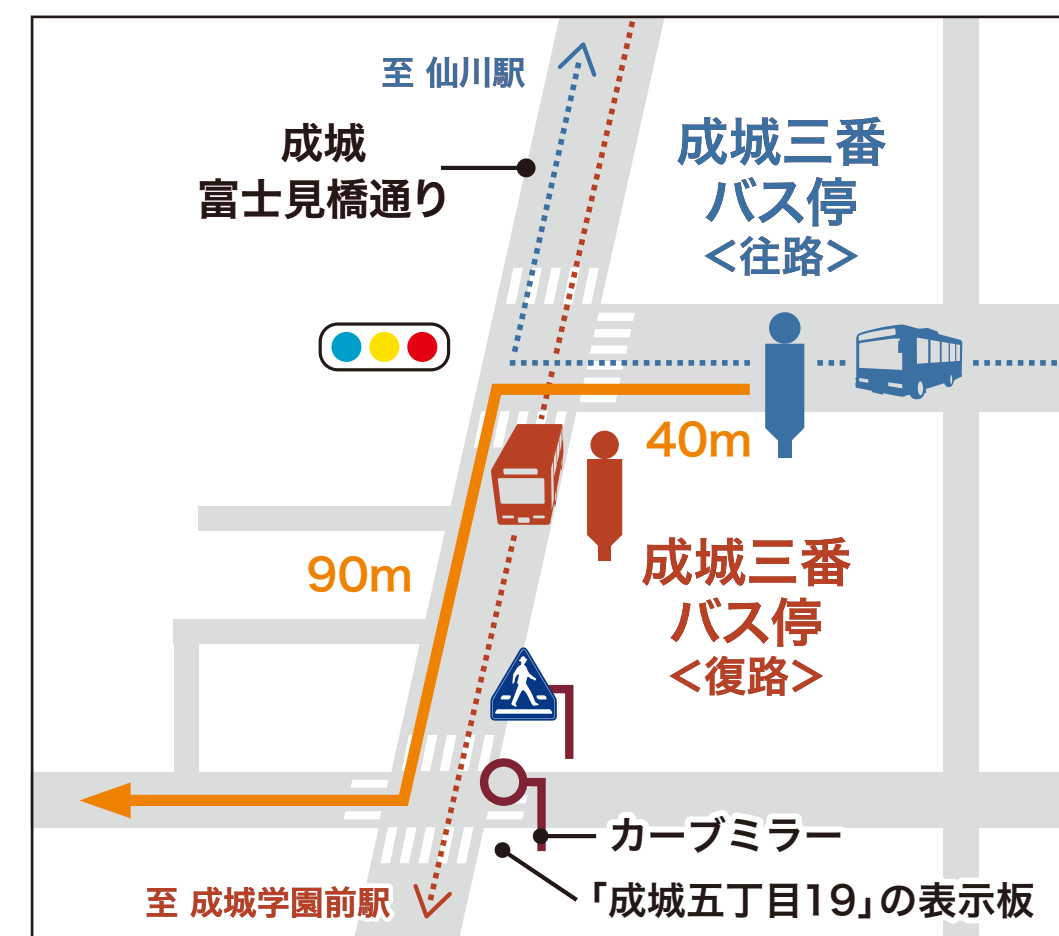 至 仙川駅
成城
富士見橋通り
成城三番
バス停
＜往路＞
40m
90m
成城三番
バス停
＜復路＞
カーブミラー
「成城五丁目19」の表示板
至 成城学園前駅